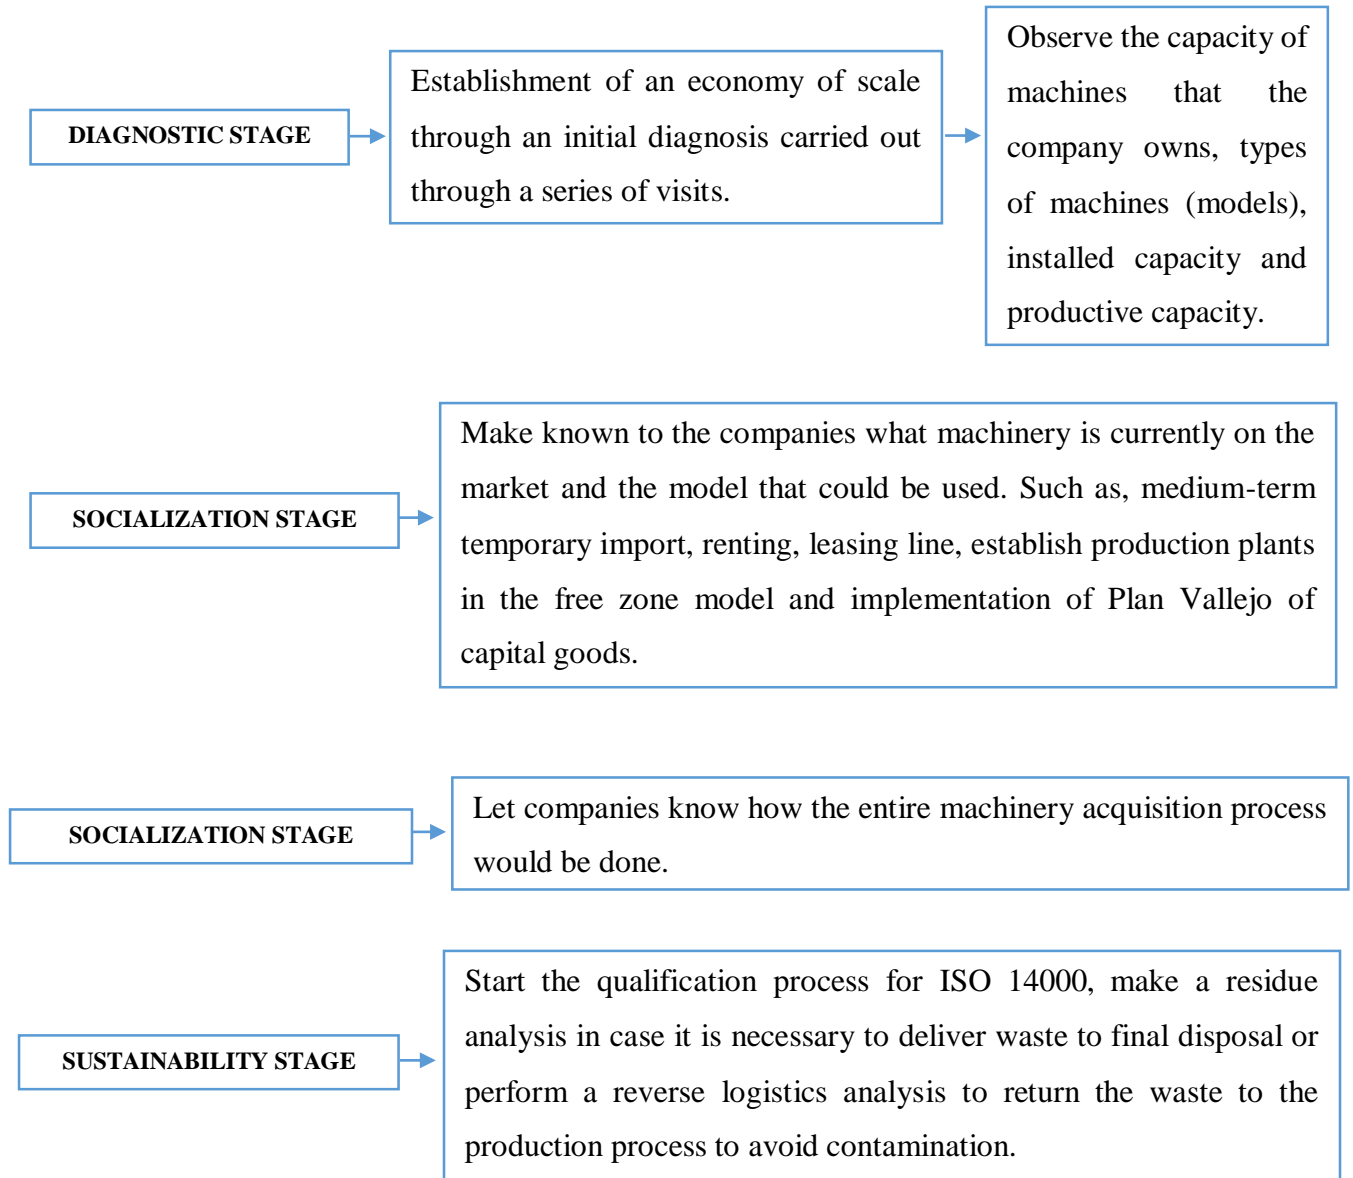 DIAGNOSTIC STAGE
Establishment of an economy of scale
through an initial diagnosis carried out
through a series of visits.
Observe the capacity of
machines that the
company owns, types
of machines (models),
installed capacity and
productive capacity.
SOCIALIZATION STAGE
Make known to the companies what machinery is currently on the
market and the model that could be used. Such as, medium-term
temporary import, renting, leasing line, establish production plants
in the free zone model and implementation of Plan Vallejo of
capital goods.
SOCIALIZATION STAGE
Let companies know how the entire machinery acquisition process
would be done.
SUSTAINABILITY STAGE
Start the qualification process for ISO 14000, make a residue
analysis in case it is necessary to deliver waste to final disposal or
perform a reverse logistics analysis to return the waste to the
production process to avoid contamination.